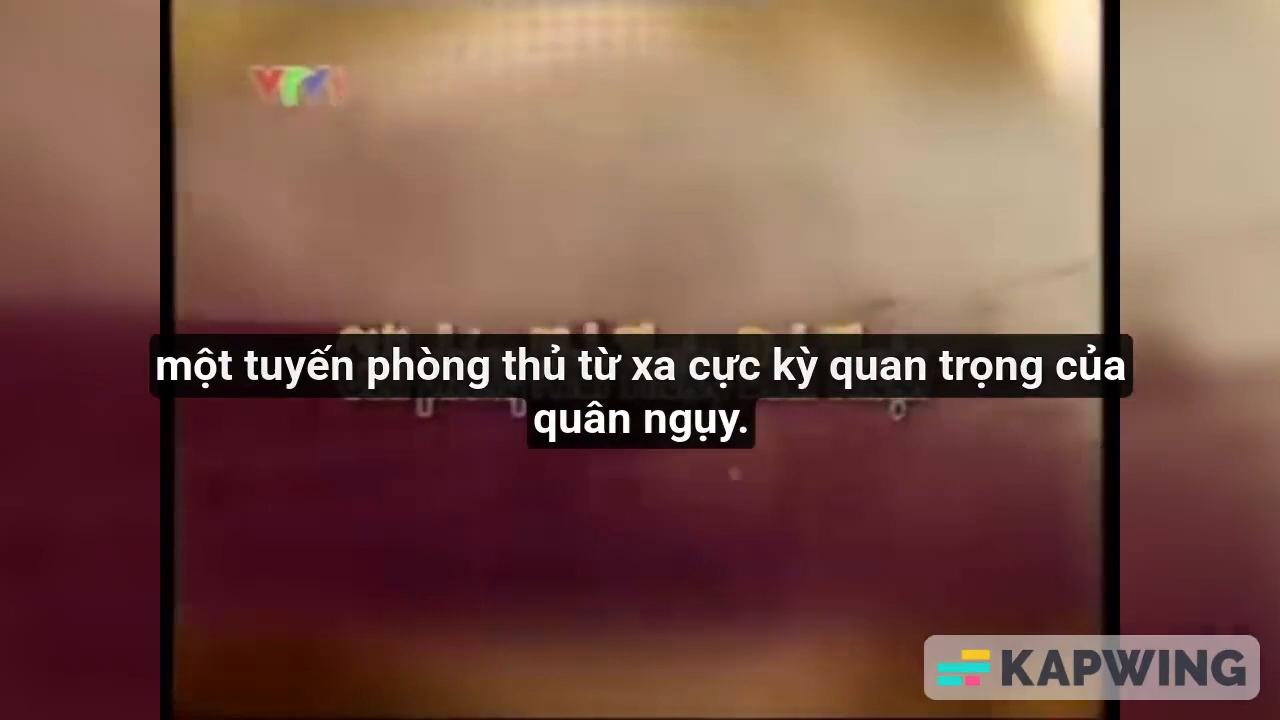 VTV1
một tuyến phòng thủ từ xa cực kỳ quan trọng của
quân ngụy.
KAPWING